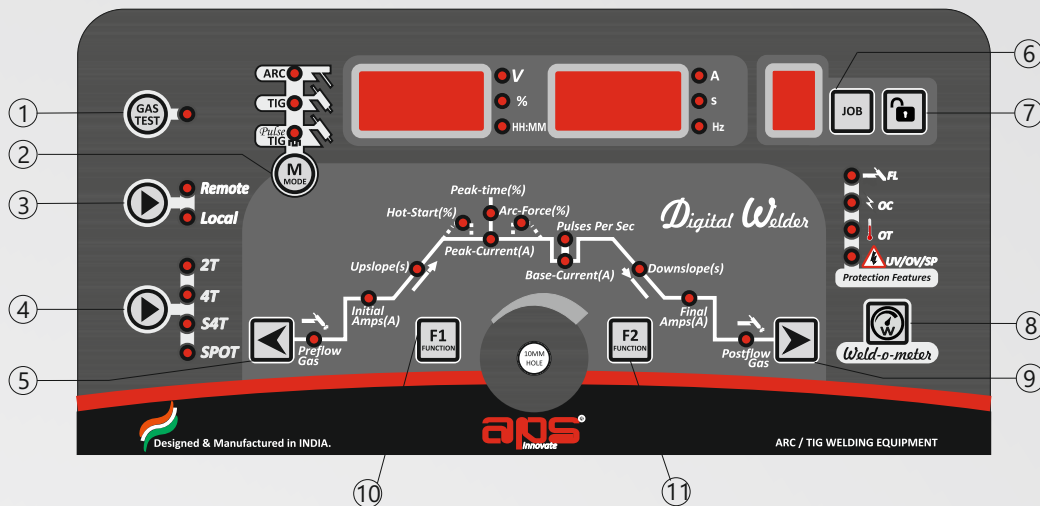 1
GAS
TEST
2
ARC
TIG
Pulse
TIG
M
MODE
V
%
HH:MM
A
s
Hz
6
JOB
7
3
Remote
Local
4
2T
4T
S4T
SPOT
Peak-time(%)
Hot-Start(%)
Arc-Force(%)
Peak-Current(A)
Pulses Per Sec
Base-Current(A)
Upslope(s)
Downslope(s)
Initial
Amps(A)
Final
Amps(A)
Preflow
Gas
Postflow
Gas
Digital Welder
FL
OC
OT
UV/OV/SP
Protection Features
5
F1
FUNCTION
10MM
HOLE
F2
FUNCTION
W
Weld-o-meter
8
9
Designed & Manufactured in INDIA.
aps
Innovate
ARC / TIG WELDING EQUIPMENT
10
11